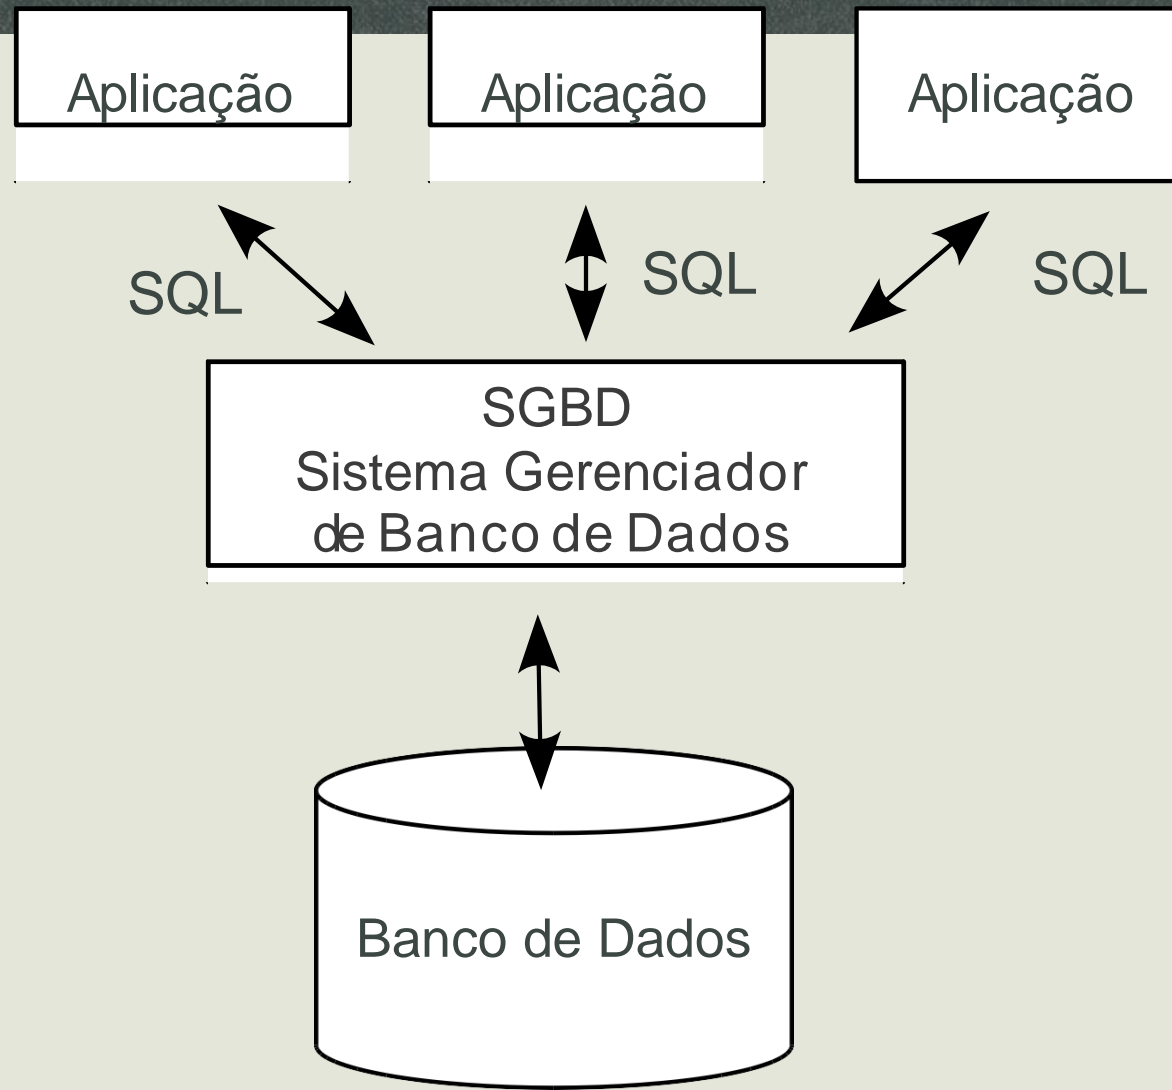 Aplicação
Aplicação
Aplicação
SQL
SQL
SQL
SGBD
Sistema Gerenciador
de Banco de Dados
Banco de Dados